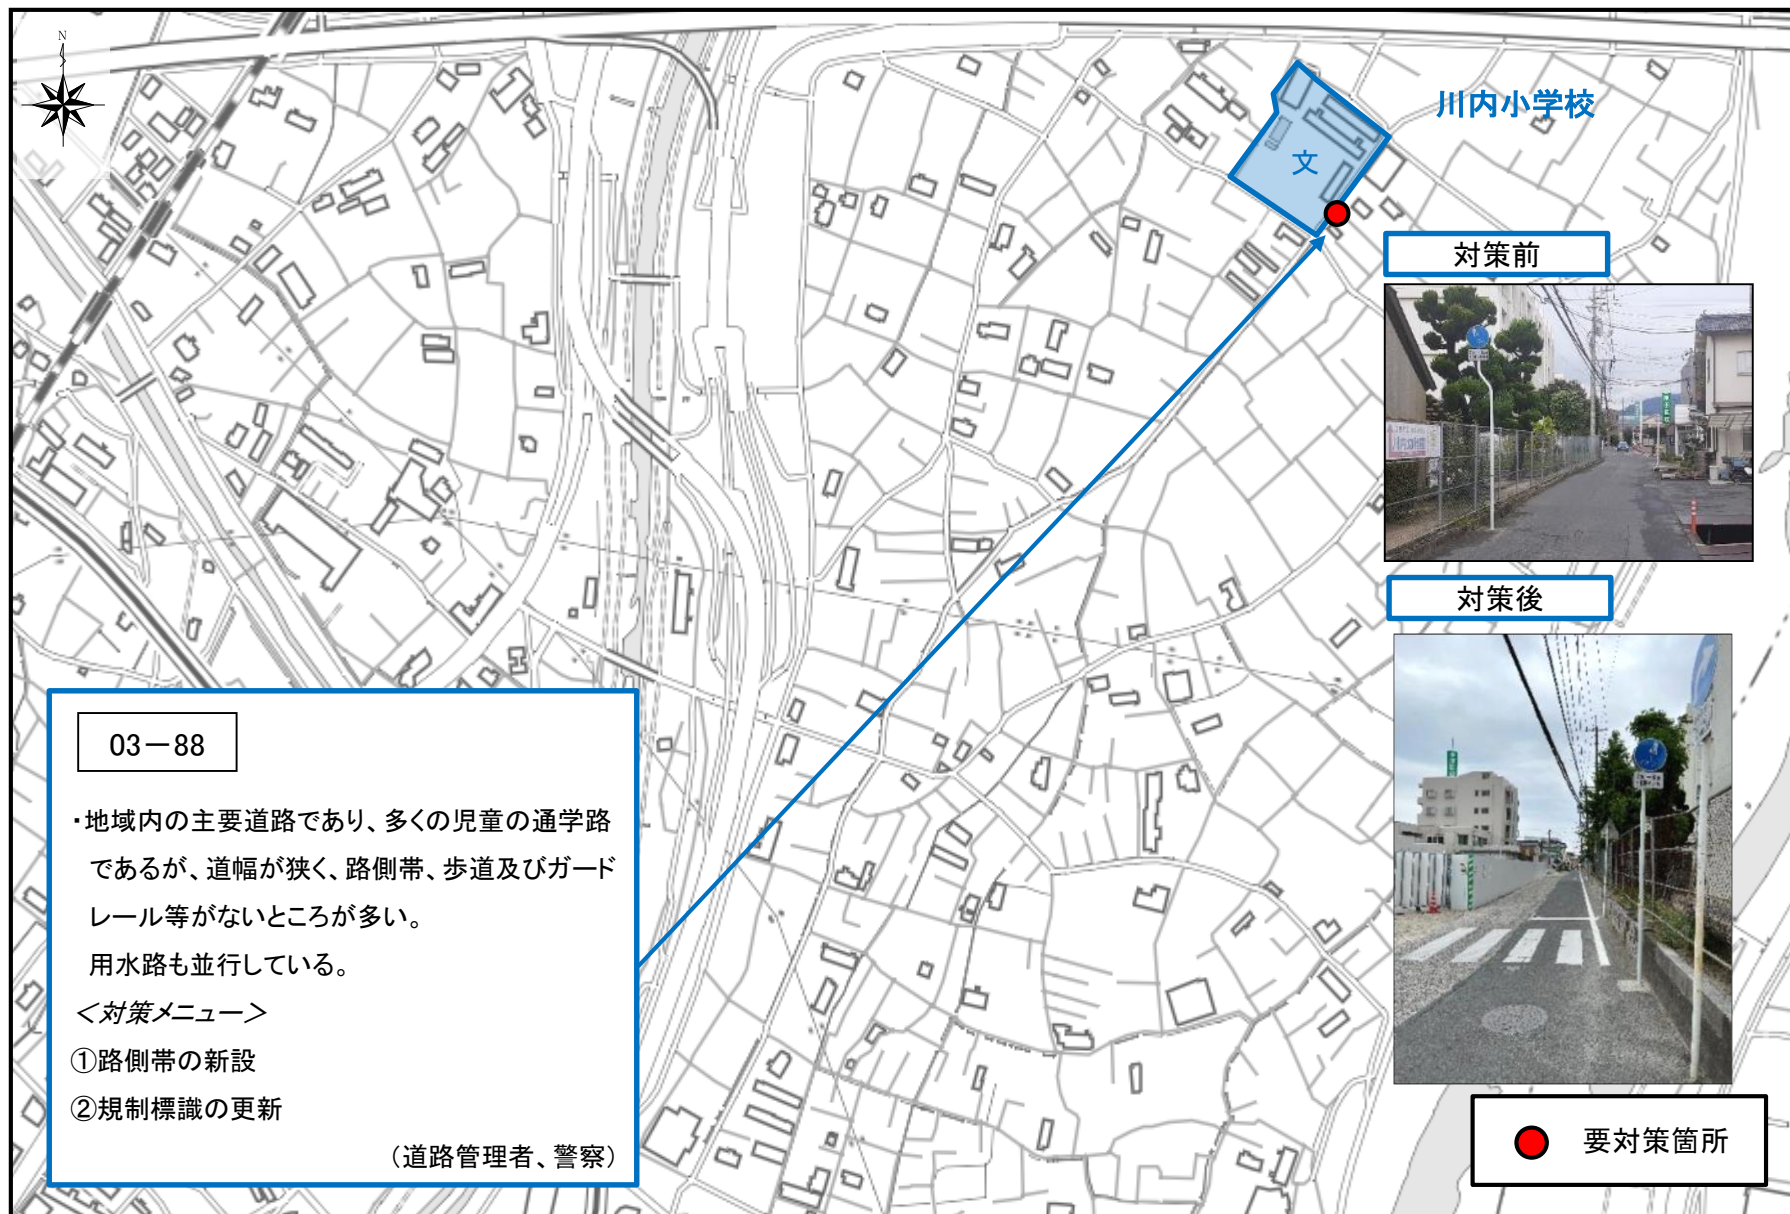 N
川内小学校
文
対策前
対策後
03－88
・地域内の主要道路であり、多くの児童の通学路
であるが、道幅が狭く、路側帯、歩道及びガード
レール等がないところが多い。
用水路も並行している。
＜対策メニュー＞
①路側帯の新設
②規制標識の更新
（道路管理者、警察）
要対策箇所